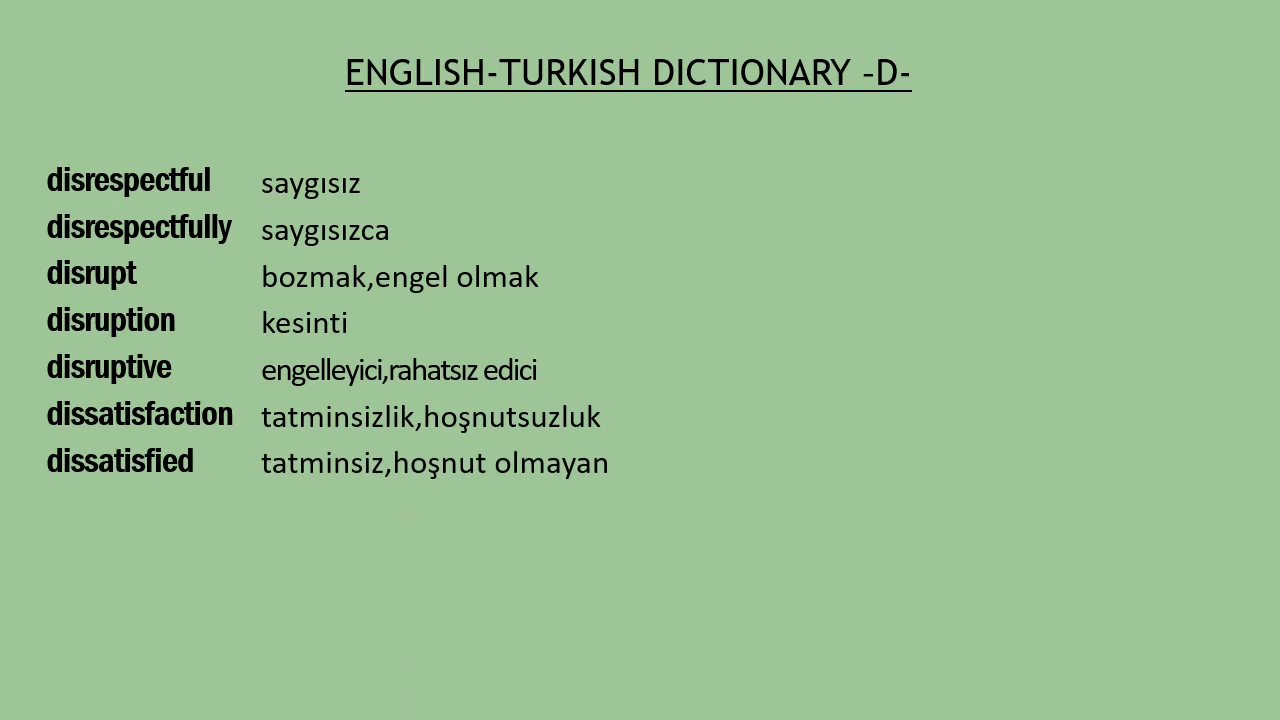 ENGLISH-TURKISH DICTIONARY –D-
disrespectful saygısız
disrespectfully saygısızca
disrupt bozmak,engel olmak
disruption kesinti
disruptive engelleyici,rahatsız edici
dissatisfaction tatminsizlik,hoşnutsuzluk
dissatisfied tatminsiz,hoşnut olmayan